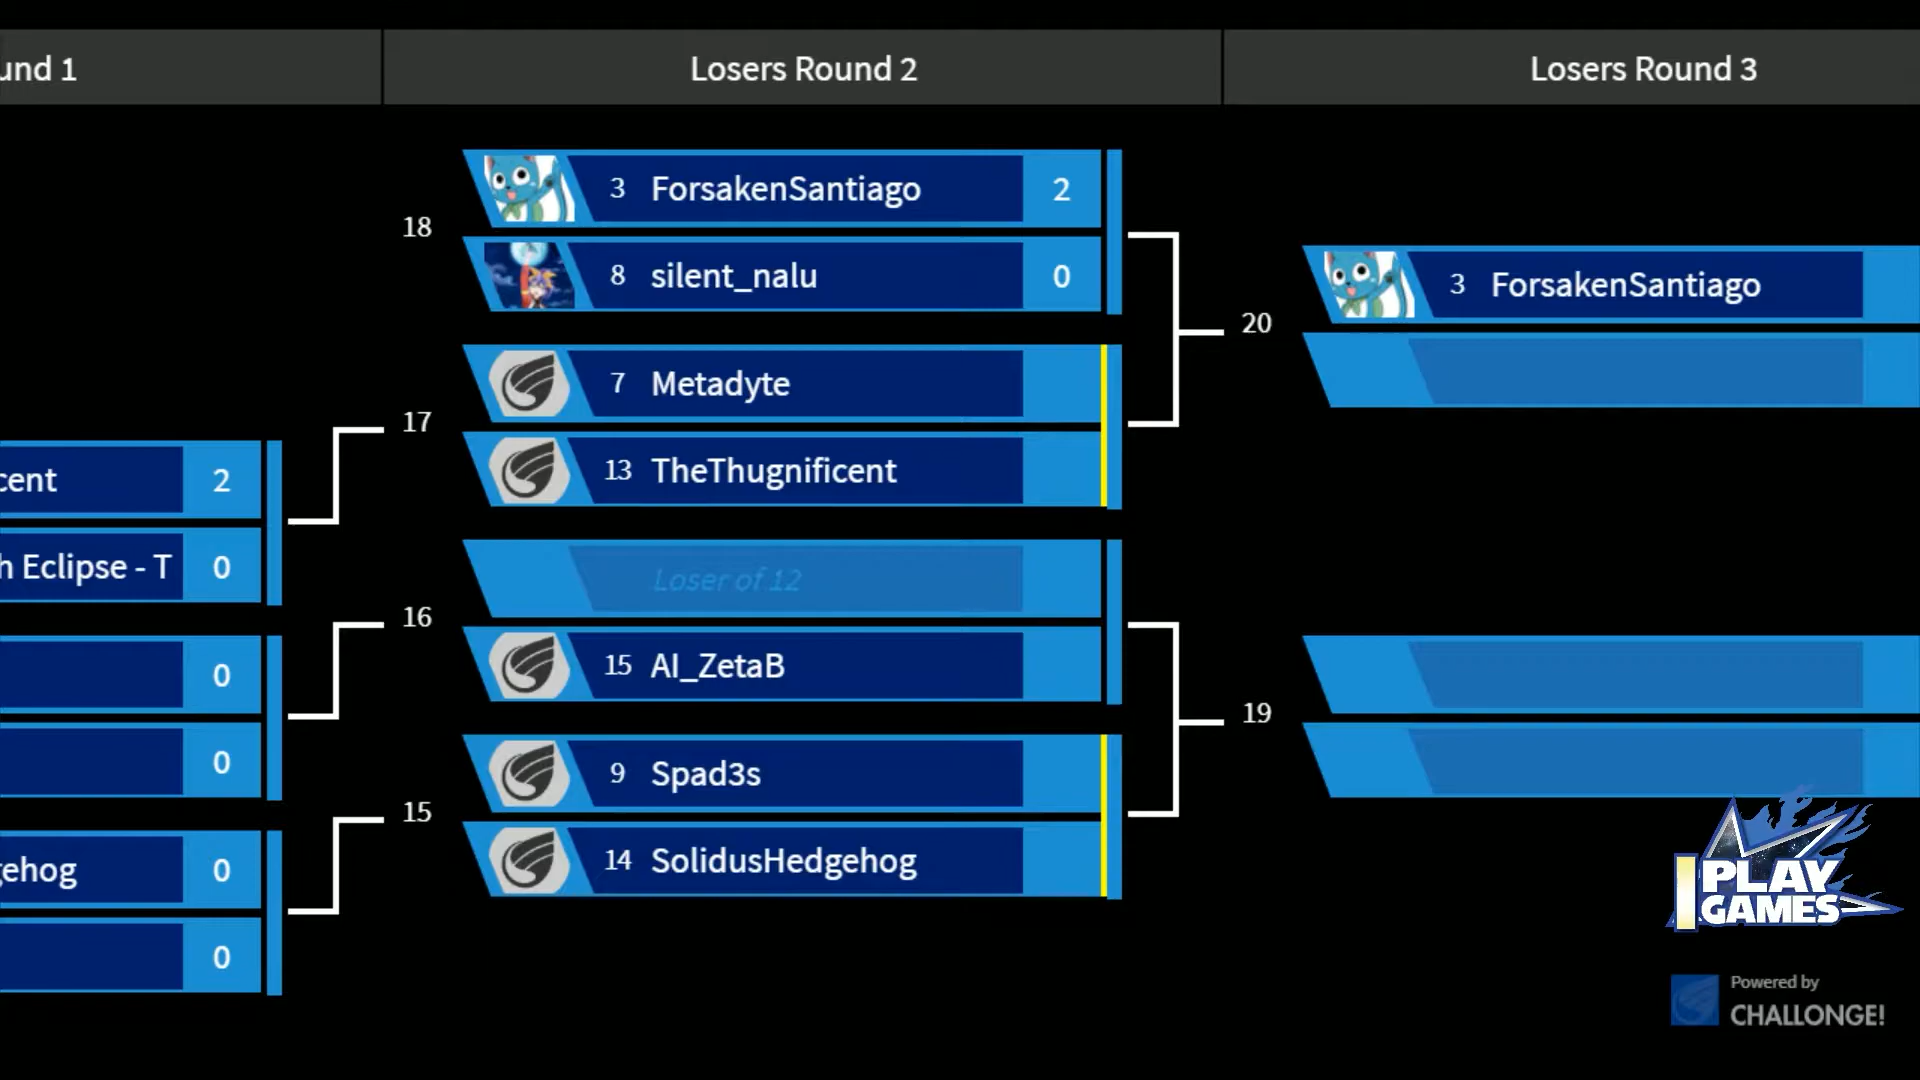 und 1
Losers Round 2
Losers Round 3
18
3 ForsakenSantiago 2
8 silent_nalu 0
20
3 ForsakenSantiago
17
7 Metadyte
13 TheThugnificent
cent 2
h Eclipse - T 0
16
Loser of 12
15 AI_ZetaB
0
0
19
15
9 Spad3s
14 SolidusHedgehog
gehog 0
0
I PLAY GAMES
Powered by
CHALLONGE!